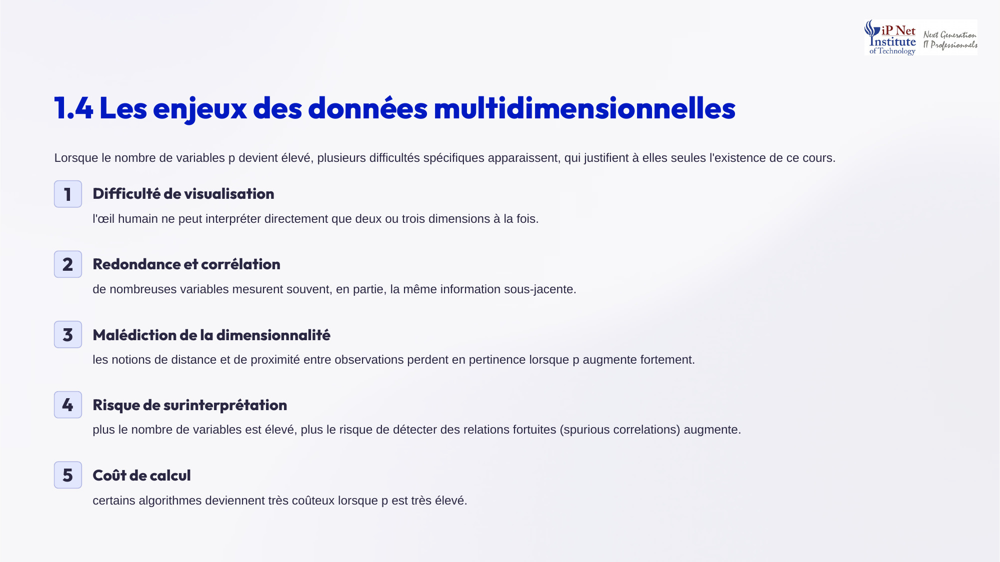 iP Net
Institute
of Technology
Next Generation
IT Professionnels
1.4 Les enjeux des données multidimensionnelles
Lorsque le nombre de variables p devient élevé, plusieurs difficultés spécifiques apparaissent, qui justifient à elles seules l'existence de ce cours.
1 Difficulté de visualisation
l'œil humain ne peut interpréter directement que deux ou trois dimensions à la fois.
2 Redondance et corrélation
de nombreuses variables mesurent souvent, en partie, la même information sous-jacente.
3 Malédiction de la dimensionnalité
les notions de distance et de proximité entre observations perdent en pertinence lorsque p augmente fortement.
4 Risque de surinterprétation
plus le nombre de variables est élevé, plus le risque de détecter des relations fortuites (spurious correlations) augmente.
5 Coût de calcul
certains algorithmes deviennent très coûteux lorsque p est très élevé.